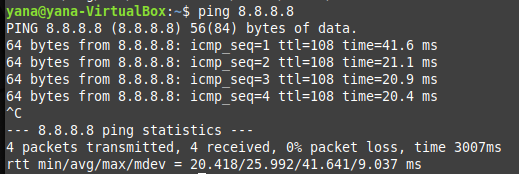 yana@yana-VirtualBox:~$ ping 8.8.8.8
PING 8.8.8.8 (8.8.8.8) 56(84) bytes of data.
64 bytes from 8.8.8.8: icmp_seq=1 ttl=108 time=41.6 ms
64 bytes from 8.8.8.8: icmp_seq=2 ttl=108 time=21.1 ms
64 bytes from 8.8.8.8: icmp_seq=3 ttl=108 time=20.9 ms
64 bytes from 8.8.8.8: icmp_seq=4 ttl=108 time=20.4 ms
^C
--- 8.8.8.8 ping statistics ---
4 packets transmitted, 4 received, 0% packet loss, time 3007ms
rtt min/avg/max/mdev = 20.418/25.992/41.641/9.037 ms